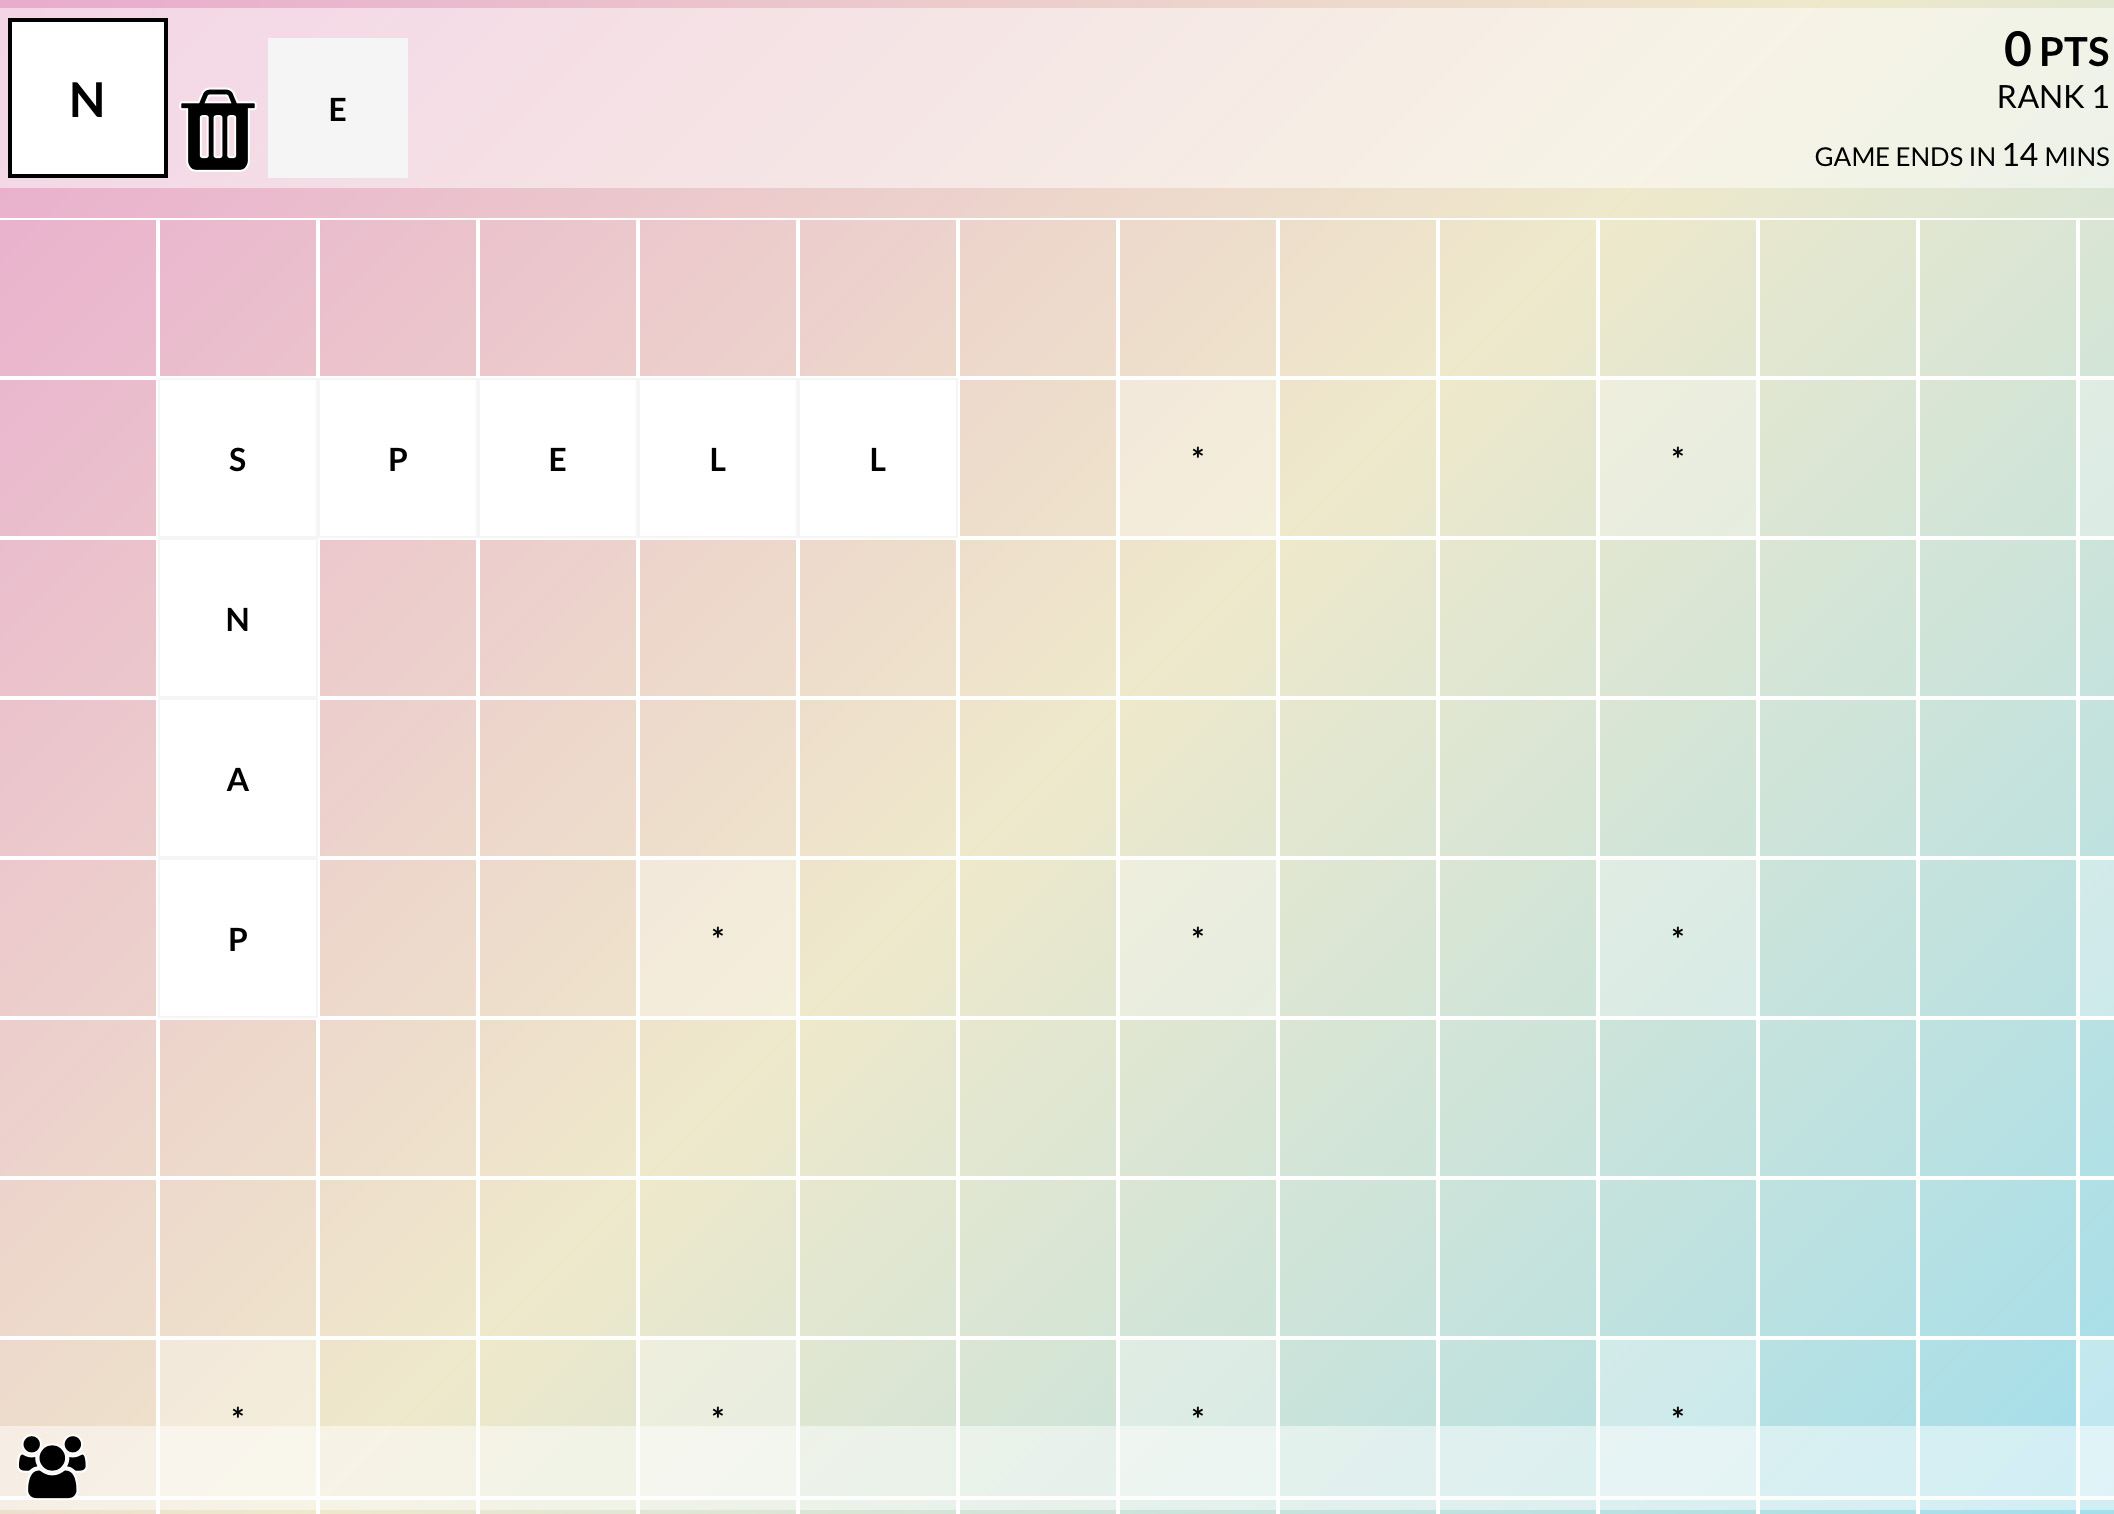 N E
0 PTS
RANK 1
GAME ENDS IN 14 MINS
S P E L L * *
N
A
P * * *
* * * *